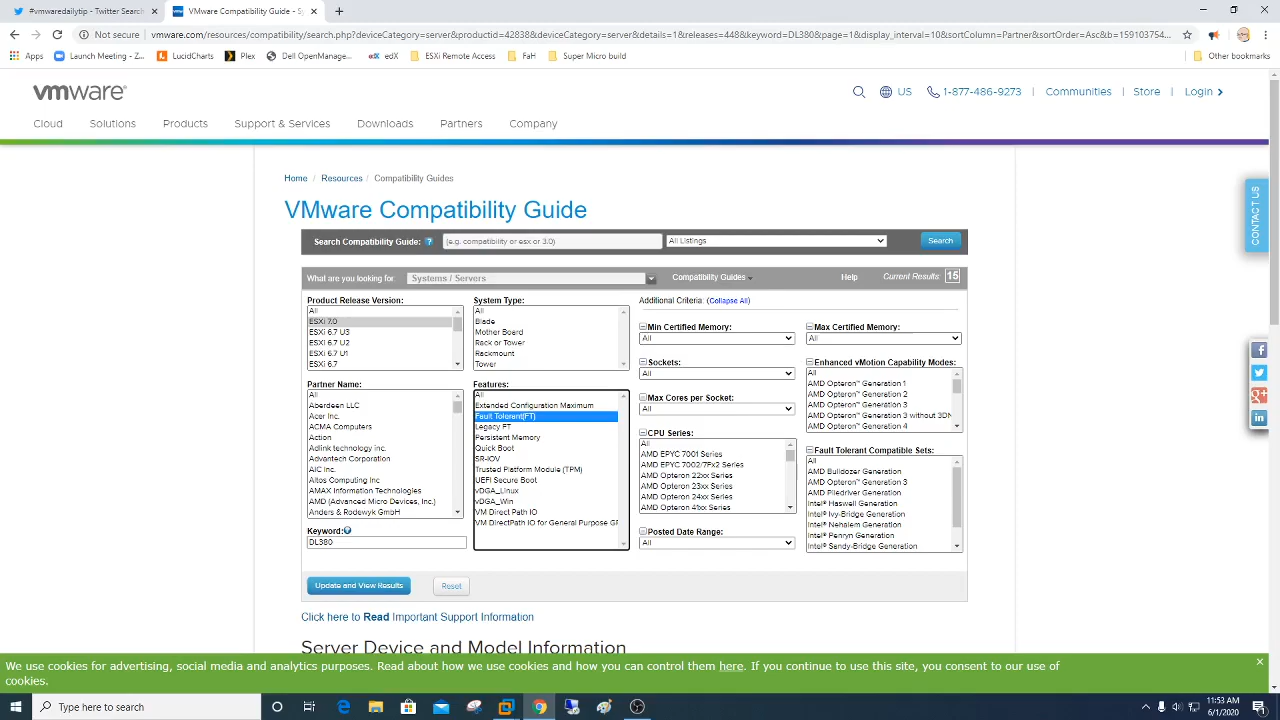 #vmwaredailytip - Twitter Search
VMware Compatibility Guide - Sy
Not secure
vmware.com/resources/compatibility/search.php?deviceCategory=server&productid=42838&deviceCategory=server&details=1&releases=448&keyword=DL380&page=1&display_interval=10&sortColumn=Partner&sortOrder=Asc&b=159103754...
Apps
Launch Meeting - Z...
LucidCharts
Plex
Dell OpenManage...
edX
edX
ESXi Remote Access
FaH
Super Micro build
Other bookmarks
vmware
US
1-877-486-9273
Communities
Store
Login
Cloud
Solutions
Products
Support & Services
Downloads
Partners
Company
CONTACT US
Home / Resources / Compatibility Guides
VMware Compatibility Guide
Search Compatibility Guide: ?
(e.g. compatibility or esx or 3.0)
All Listings
Search
What are you looking for:
Systems / Servers
Compatibility Guides
Help
Current Results: 15
Product Release Version:
All
ESXi 7.0
ESXi 6.7 U3
ESXi 6.7 U2
ESXi 6.7 U1
ESXi 6.7
System Type:
All
Blade
Mother Board
Rack or Tower
Rackmount
Tower
Additional Criteria: (Collapse All)
Min Certified Memory:
All
Max Certified Memory:
All
Sockets:
All
Enhanced vMotion Capability Modes:
All
AMD Opteron™ Generation 1
AMD Opteron™ Generation 2
AMD Opteron™ Generation 3
AMD Opteron™ Generation 3 without 3DN
AMD Opteron™ Generation 4
Partner Name:
All
Aberdeen LLC
Acer Inc.
ACMA Computers
Action
Adlink technology inc.
Advantech Corporation
AIC Inc.
Altos Computing Inc
AMAX Information Technologies
AMD (Advanced Micro Devices, Inc.)
Anders & Rodewyk GmbH
Features:
All
Extended Configuration Maximum
Fault Tolerant(FT)
Legacy FT
Persistent Memory
Quick Boot
SR-IOV
Trusted Platform Module (TPM)
UEFI Secure Boot
vDGA_Linux
vDGA_Win
VM Direct Path IO
VM DirectPath IO for General Purpose GF
Max Cores per Socket:
All
CPU Series:
All
AMD EPYC 7001 Series
AMD EPYC 7002/7Fx2 Series
AMD Opteron 22xx Series
AMD Opteron 23xx Series
AMD Opteron 24xx Series
AMD Opteron 41xx Series
Fault Tolerant Compatible Sets:
All
AMD Bulldozer Generation
AMD Opteron™ Generation 3
AMD Piledriver Generation
Intel® Haswell Generation
Intel® Ivy-Bridge Generation
Intel® Nehalem Generation
Intel® Penryn Generation
Intel® Sandy-Bridge Generation
Keyword:
DL380
Posted Date Range:
All
Update and View Results
Reset
Click here to Read Important Support Information
Server Device and Model Information
We use cookies for advertising, social media and analytics purposes. Read about how we use cookies and how you can control them here. If you continue to use this site, you consent to our use of
cookies.
Type here to search
11:53 AM
6/1/2020